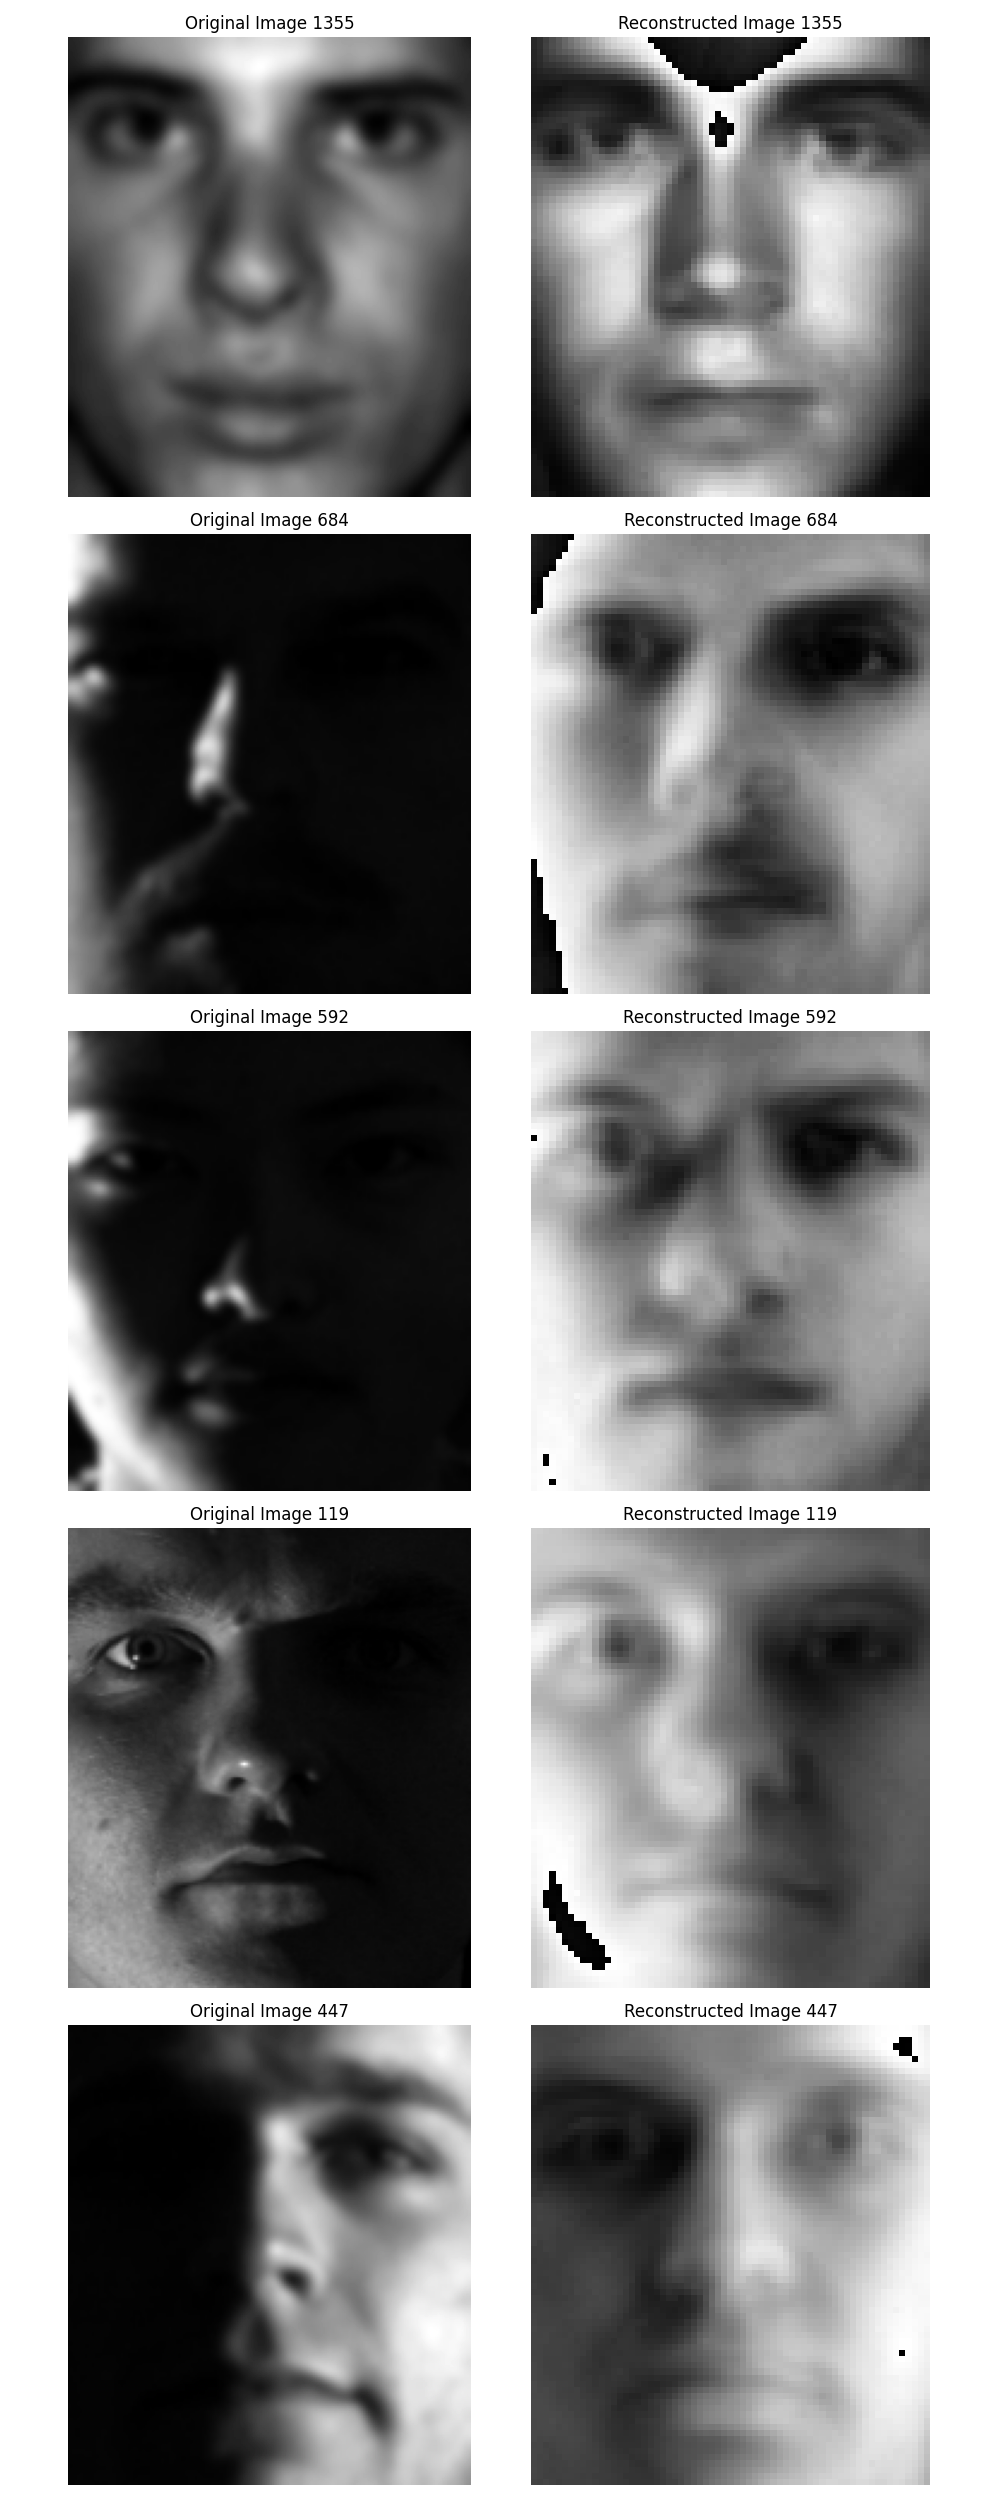 Original Image 1355
Reconstructed Image 1355
Original Image 684
Reconstructed Image 684
Original Image 592
Reconstructed Image 592
Original Image 119
Reconstructed Image 119
Original Image 447
Reconstructed Image 447